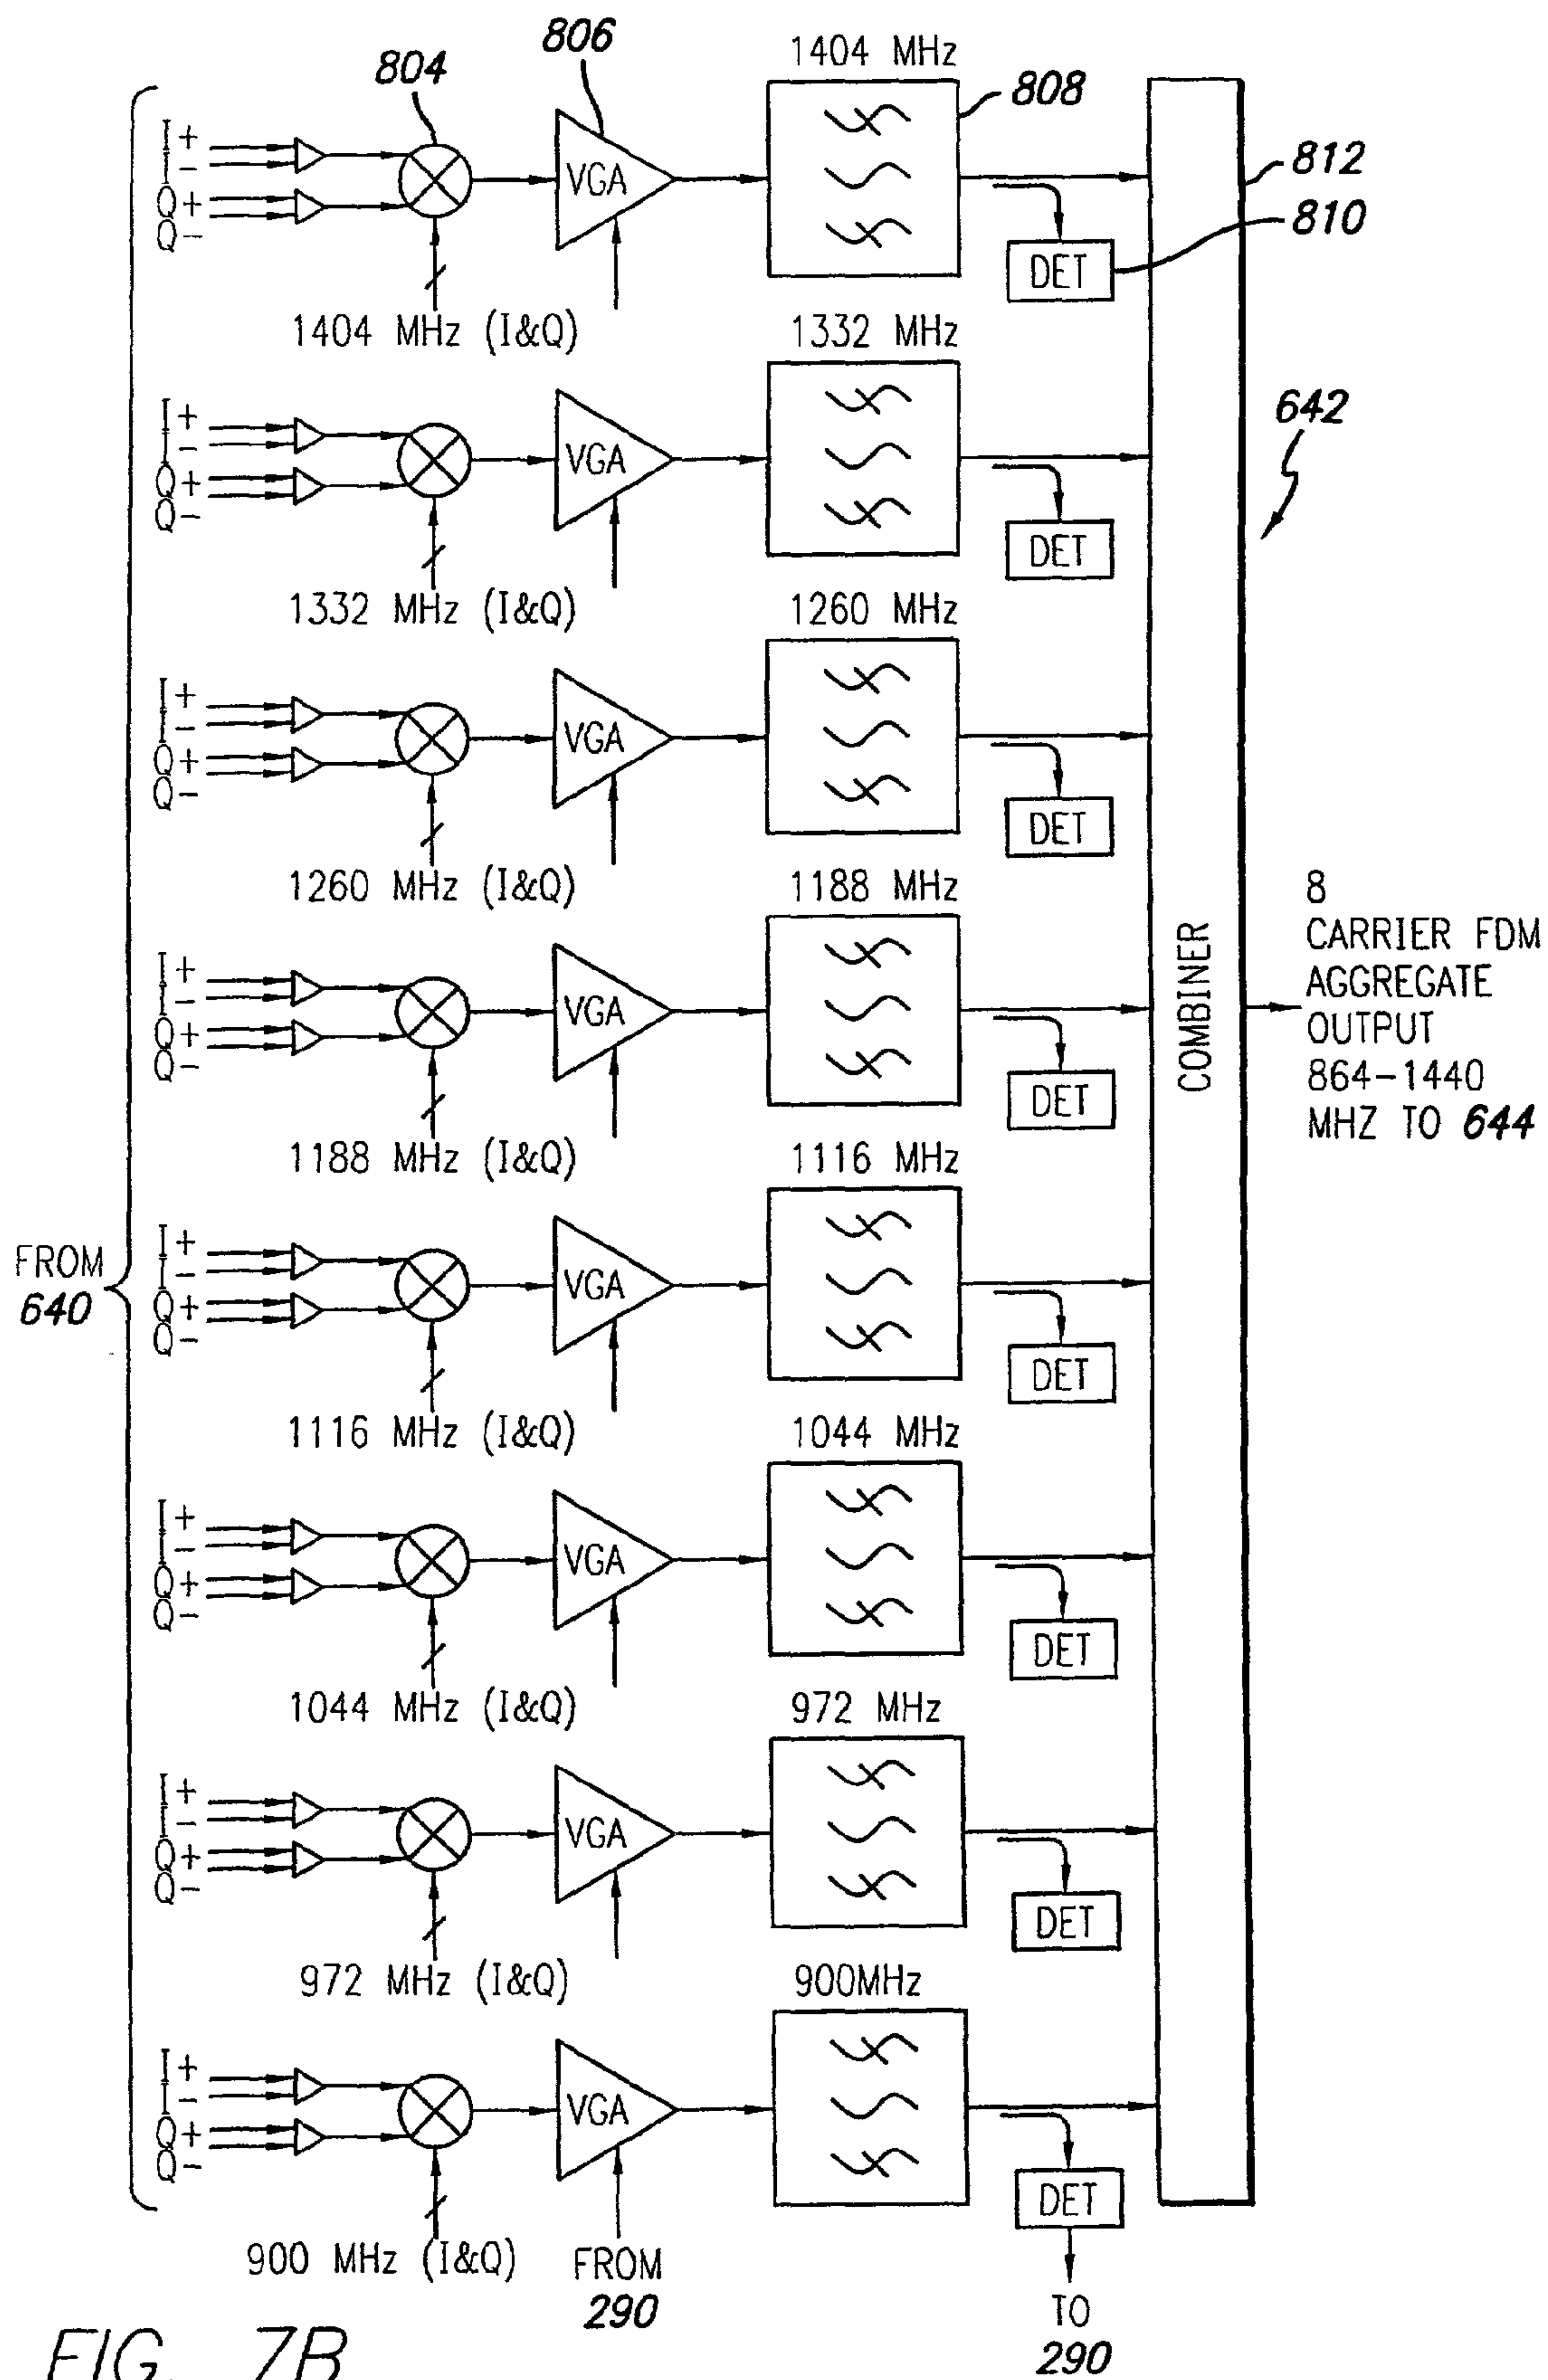 806
804
1404 MHz
808
I+
I-
Q+
Q-
VGA
812
810
DET
1404 MHz (I&Q)
1332 MHz
642
I+
I-
Q+
Q-
VGA
DET
1332 MHz (I&Q)
1260 MHz
I+
I-
Q+
Q-
VGA
DET
1260 MHz (I&Q)
1188 MHz
8
CARRIER FDM
AGGREGATE
OUTPUT
864-1440
MHZ TO 644
COMBINER
I+
I-
Q+
Q-
VGA
DET
1188 MHz (I&Q)
1116 MHz
FROM
640
I+
I-
Q+
Q-
VGA
DET
1116 MHz (I&Q)
1044 MHz
I+
I-
Q+
Q-
VGA
DET
1044 MHz (I&Q)
972 MHz
I+
I-
Q+
Q-
VGA
DET
972 MHz (I&Q)
900MHz
I+
I-
Q+
Q-
VGA
DET
900 MHz (I&Q)
FROM
290
TO
290
FIG. 7B